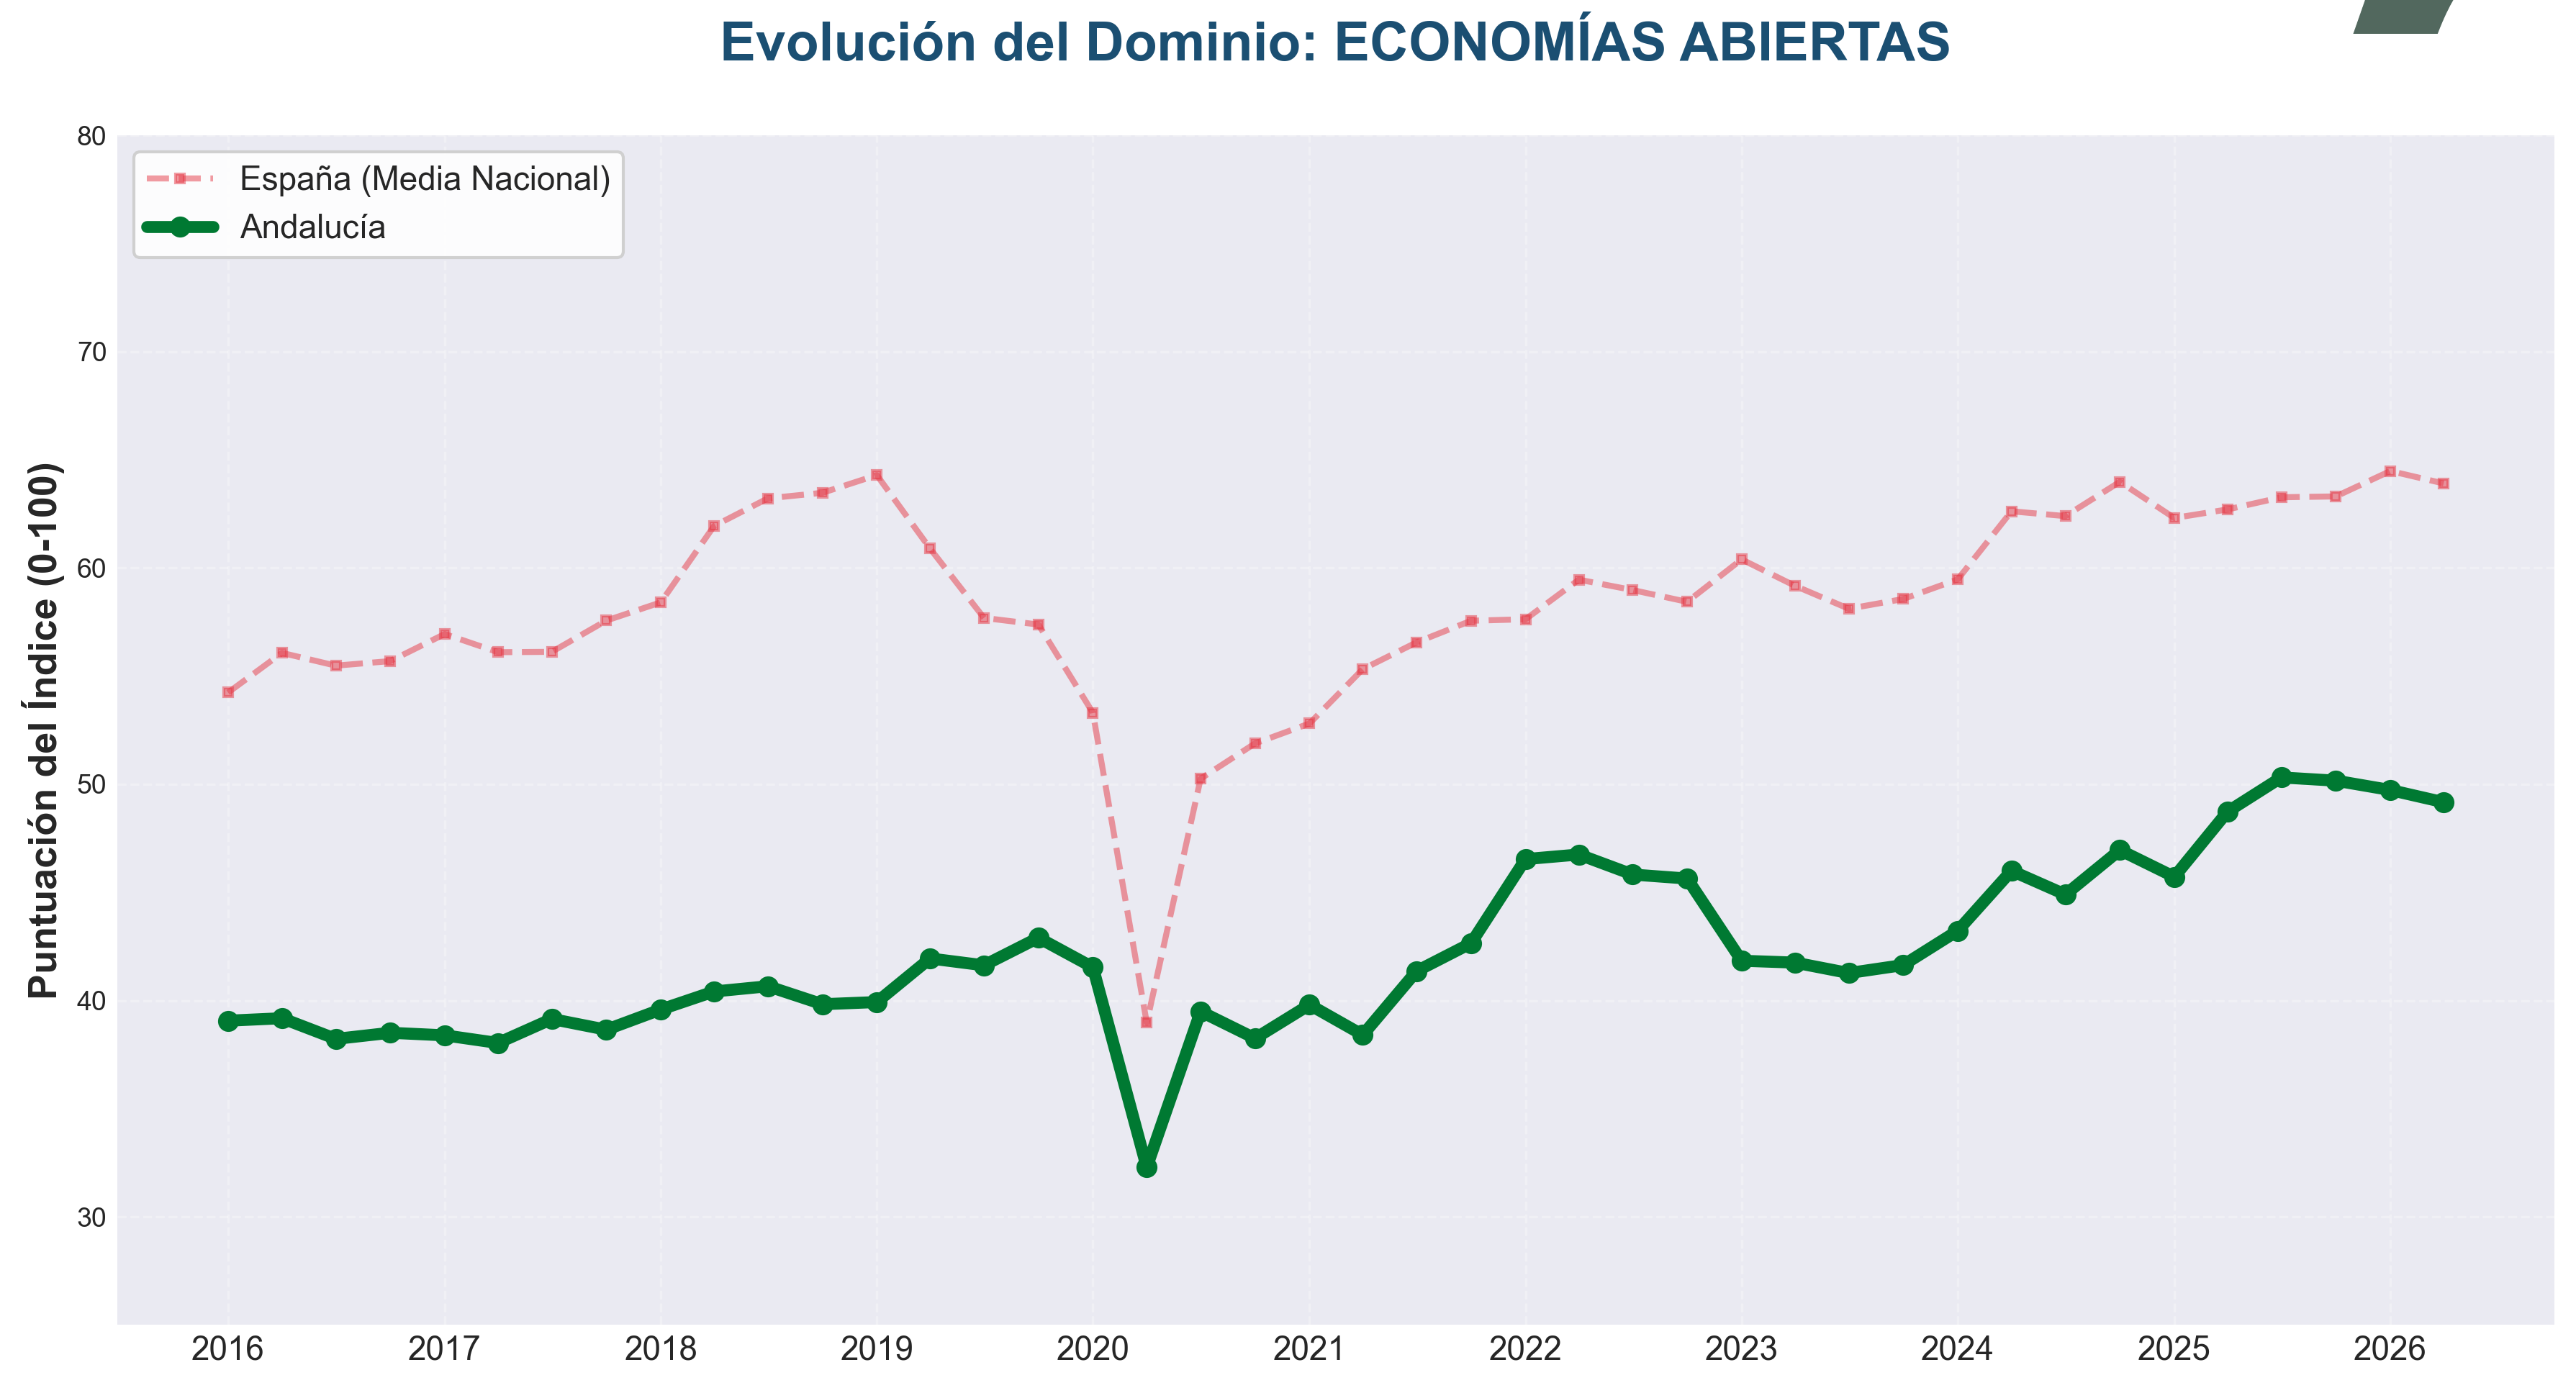 Evolución del Dominio: ECONOMÍAS ABIERTAS
España (Media Nacional)
Andalucía
Puntuación del Índice (0-100)
80
70
60
50
40
30
2016 2017 2018 2019 2020 2021 2022 2023 2024 2025 2026